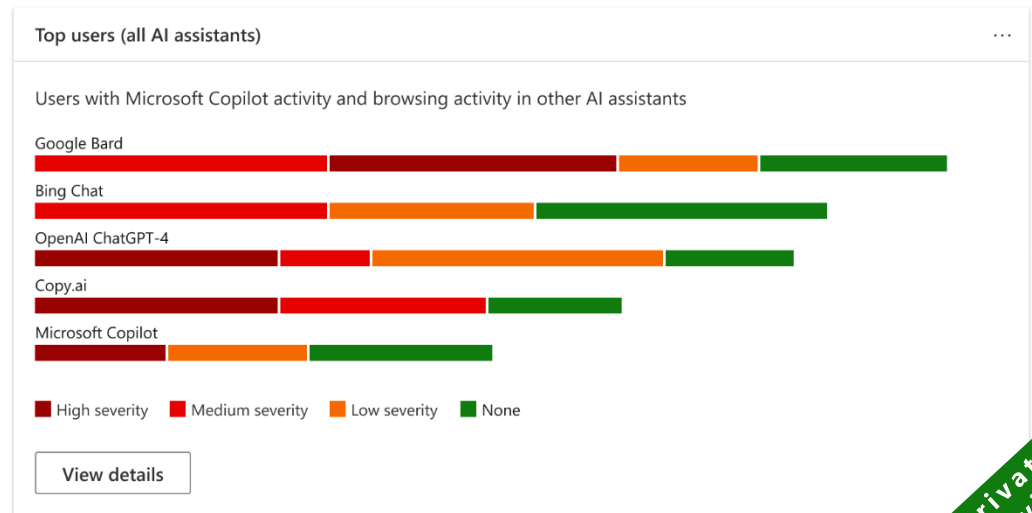 Top users (all AI assistants)
Users with Microsoft Copilot activity and browsing activity in other AI assistants
Google Bard
Bing Chat
OpenAI ChatGPT-4
Copy.ai
Microsoft Copilot
High severity Medium severity Low severity None
View details